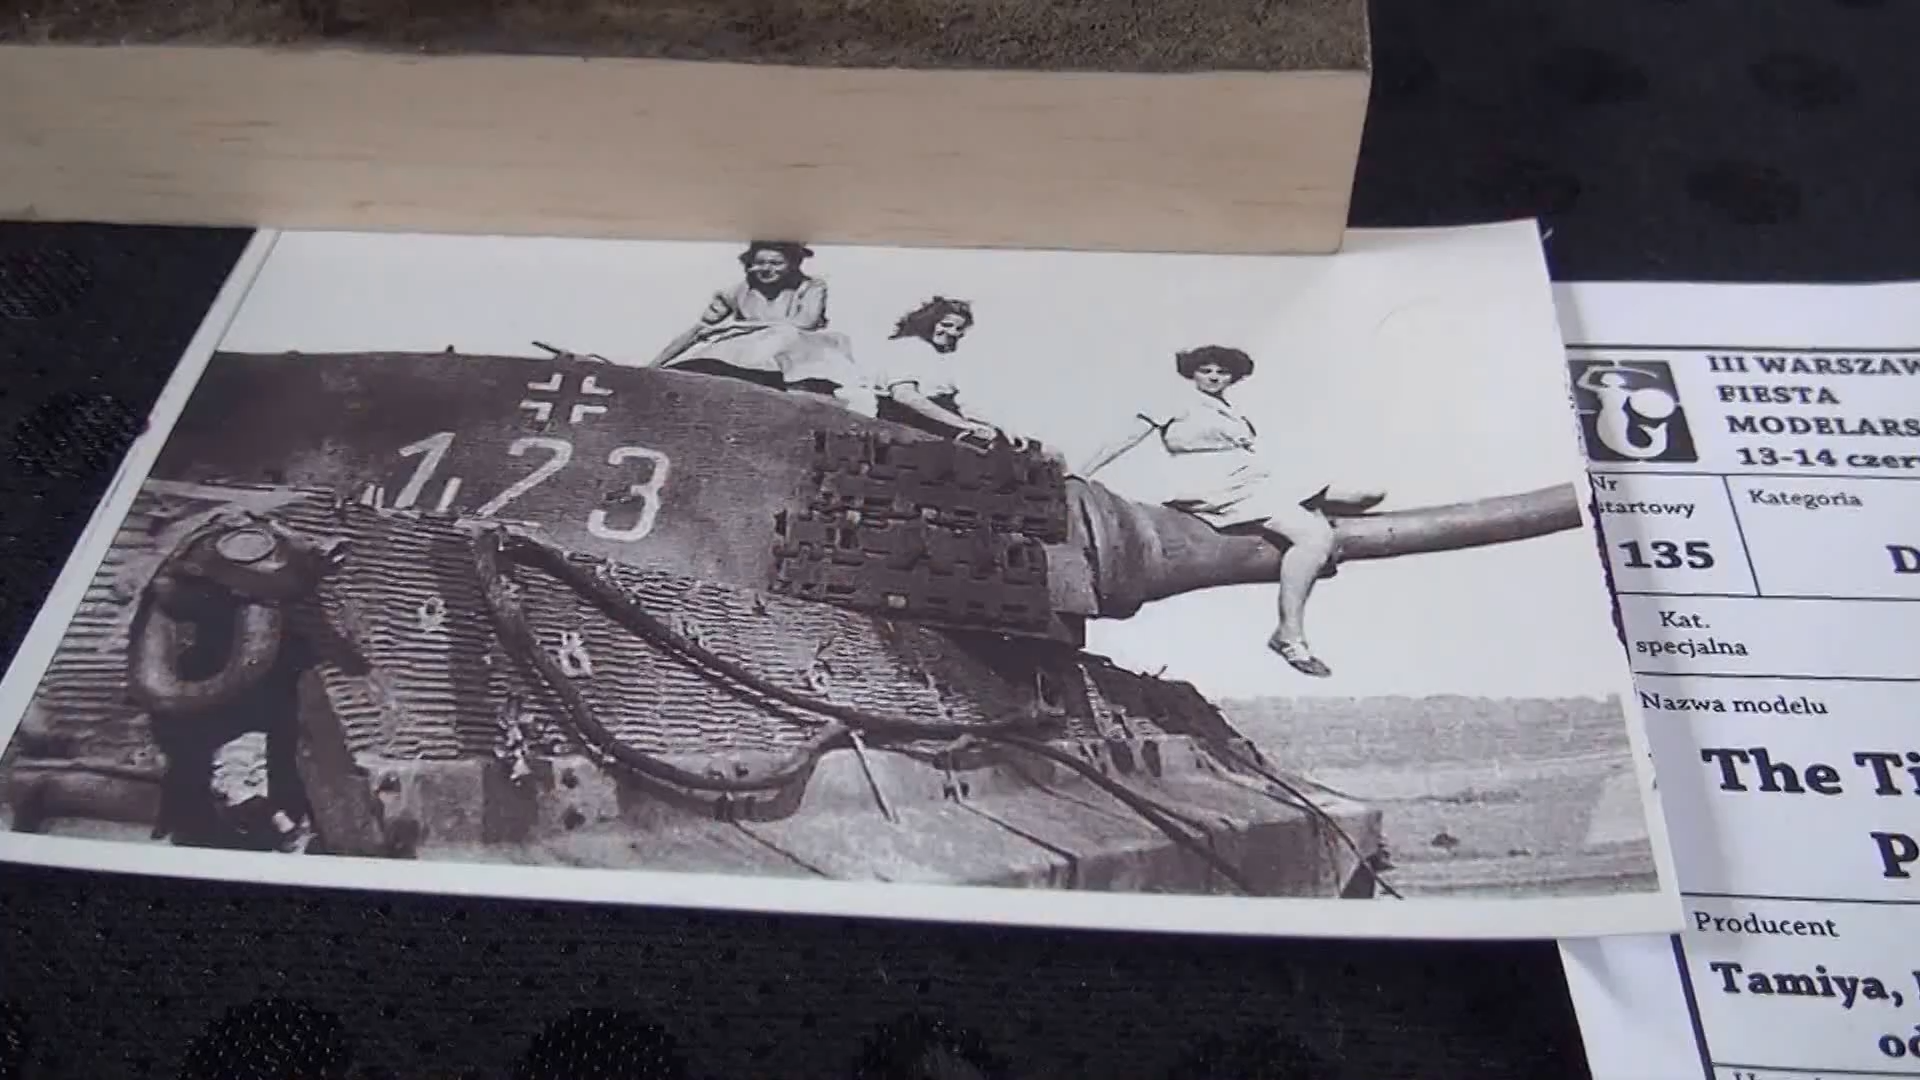 123
III WARSZAW
FIESTA
MODELARS
13-14 czer
Nr
startowy
Kategoria
135
D
Kat.
specjalna
Nazwa modelu
The Ti
P
Producent
Tamiya,
od